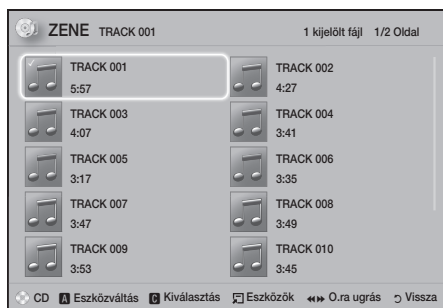 ZENE TRACK 001 1 kijelölt fájl 1/2 Oldal
TRACK 001 TRACK 002
5:57 4:27
TRACK 003 TRACK 004
4:07 3:41
TRACK 005 TRACK 006
3:17 3:35
TRACK 007 TRACK 008
3:47 3:49
TRACK 009 TRACK 010
3:53 3:45
CD A Eszközváltás C Kiválasztás Eszközök O.ra ugrás Vissza